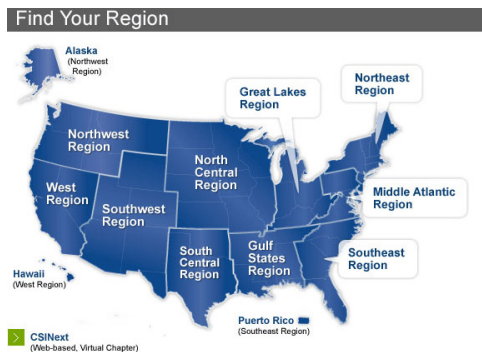 Find Your Region
Alaska
(Northwest
Region)
Great Lakes
Region
Northeast
Region
Northwest
Region
North
Central
Region
West
Region
Southwest
Region
Middle Atlantic
Region
South
Central
Region
Gulf
States
Region
Southeast
Region
Hawaii
(West Region)
Puerto Rico
(Southeast Region)
CSINext
(Web-based, Virtual Chapter)